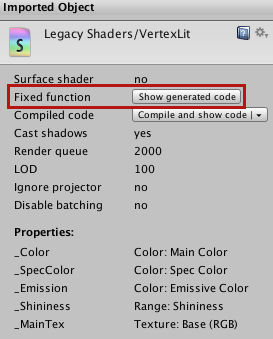 Imported Object
S Legacy Shaders/VertexLit
Surface shader no
Fixed function Show generated code
Compiled code Compile and show code
Cast shadows yes
Render queue 2000
LOD 100
Ignore projector no
Disable batching no
Properties:
_Color Color: Main Color
_SpecColor Color: Spec Color
_Emission Color: Emissive Color
_Shininess Range: Shininess
_MainTex Texture: Base (RGB)